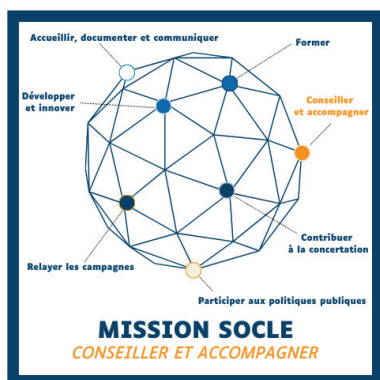 Accueillir, documenter et communiquer
Former
Développer
et innover
Conseiller
et accompagner
Contribuer
à la concertation
Relayer les campagnes
Participer aux politiques publiques
MISSION SOCLE
CONSEILLER ET ACCOMPAGNER